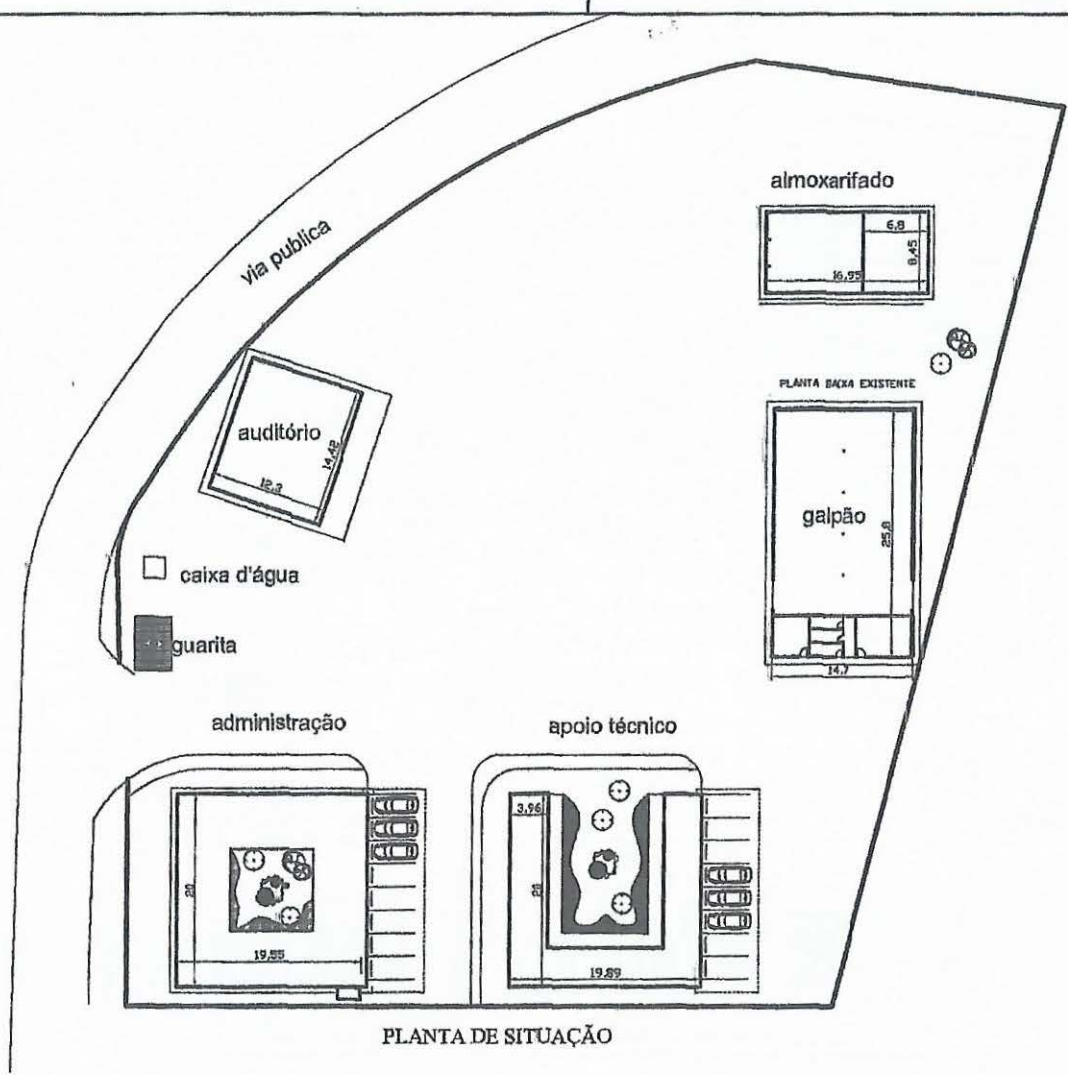 almoxarifado
6,8
8,45
16,95
via publica
PLANTA BAIXA EXISTENTE
auditório
14,42
12,3
galpão
25,8
14,7
caixa d'água
guarita
administração
apoio técnico
20
19,55
3,96
20
19,89
PLANTA DE SITUAÇÃO